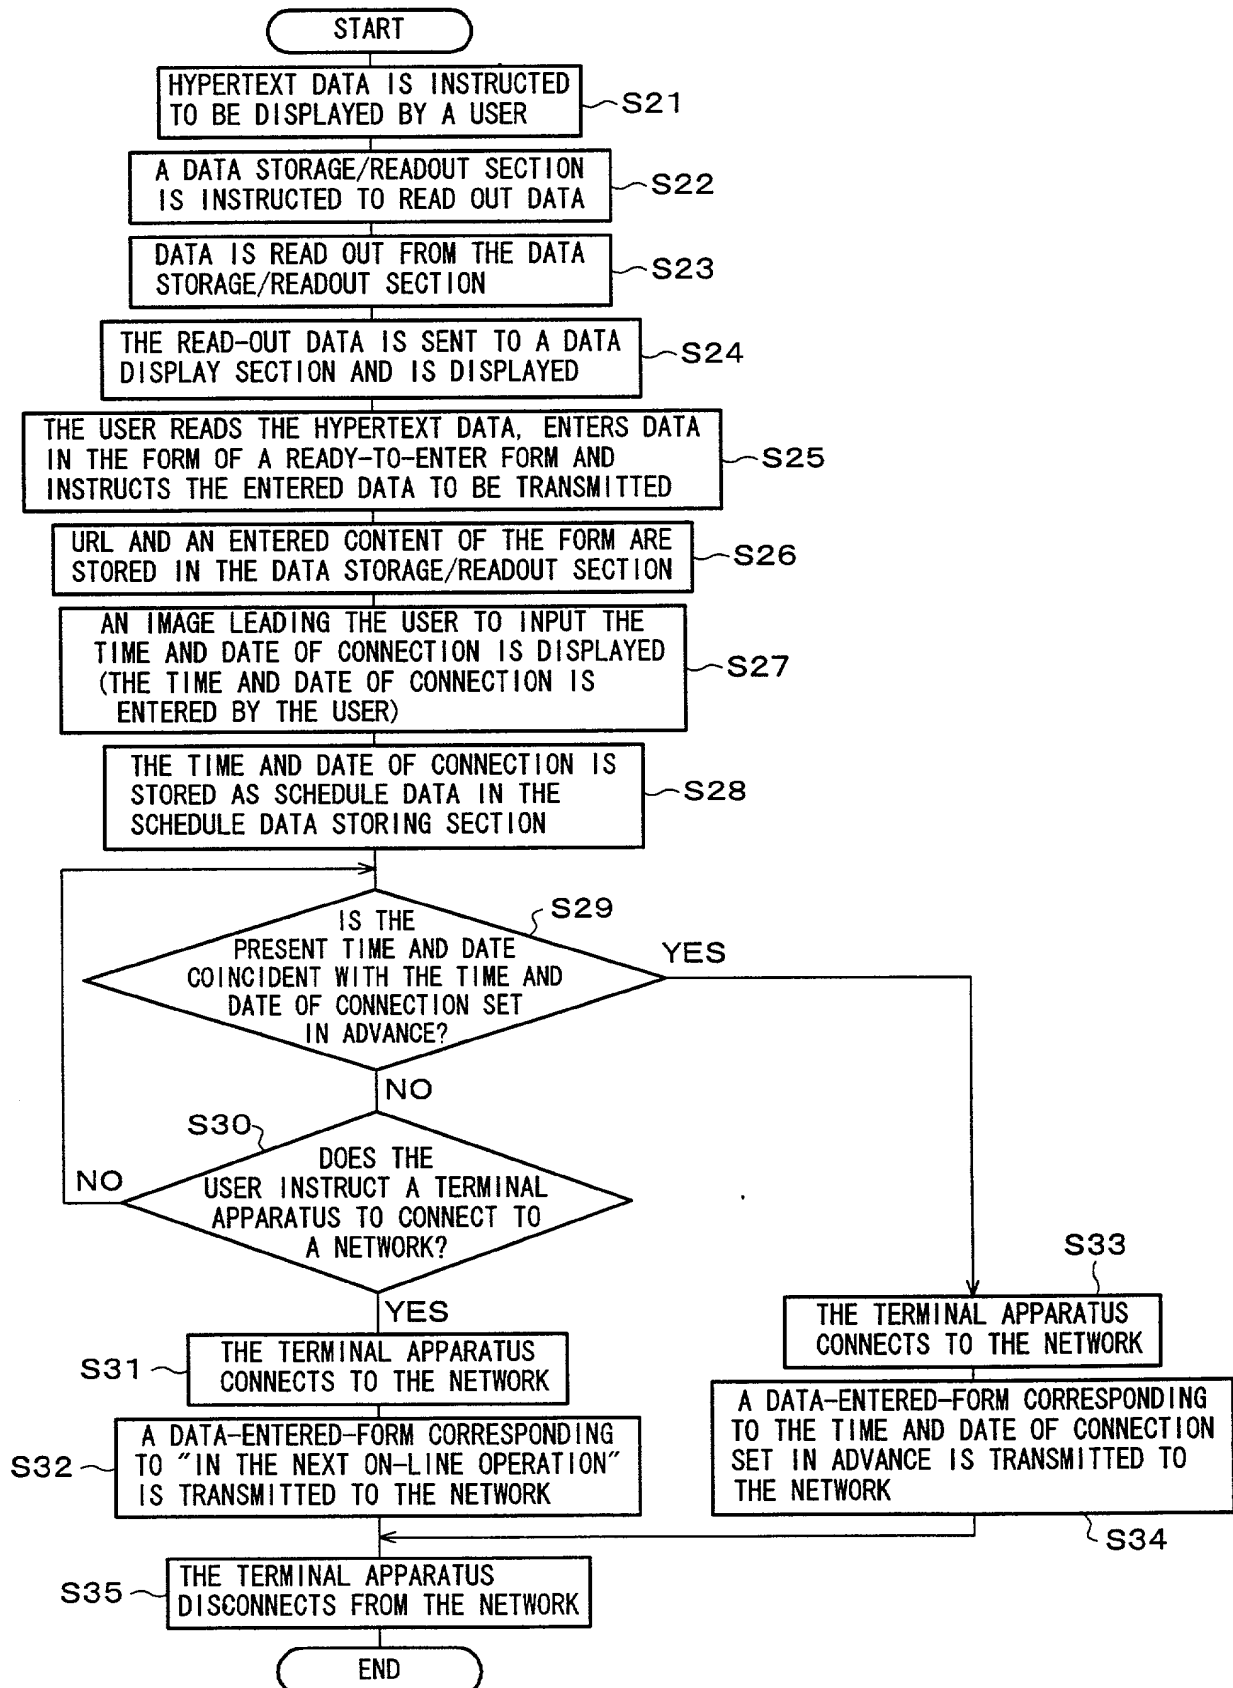 START
HYPERTEXT DATA IS INSTRUCTED
TO BE DISPLAYED BY A USER
S21
A DATA STORAGE/READOUT SECTION
IS INSTRUCTED TO READ OUT DATA
S22
DATA IS READ OUT FROM THE DATA
STORAGE/READOUT SECTION
S23
THE READ-OUT DATA IS SENT TO A DATA
DISPLAY SECTION AND IS DISPLAYED
S24
THE USER READS THE HYPERTEXT DATA, ENTERS DATA
IN THE FORM OF A READY-TO-ENTER FORM AND
INSTRUCTS THE ENTERED DATA TO BE TRANSMITTED
S25
URL AND AN ENTERED CONTENT OF THE FORM ARE
STORED IN THE DATA STORAGE/READOUT SECTION
S26
AN IMAGE LEADING THE USER TO INPUT THE
TIME AND DATE OF CONNECTION IS DISPLAYED
(THE TIME AND DATE OF CONNECTION IS
ENTERED BY THE USER)
S27
THE TIME AND DATE OF CONNECTION IS
STORED AS SCHEDULE DATA IN THE
SCHEDULE DATA STORING SECTION
S28
S29
IS THE
PRESENT TIME AND DATE
COINCIDENT WITH THE TIME AND
DATE OF CONNECTION SET
IN ADVANCE?
YES
NO
S30
DOES THE
USER INSTRUCT A TERMINAL
APPARATUS TO CONNECT TO
A NETWORK?
NO
YES
S31
THE TERMINAL APPARATUS
CONNECTS TO THE NETWORK
S32
A DATA-ENTERED-FORM CORRESPONDING
TO "IN THE NEXT ON-LINE OPERATION"
IS TRANSMITTED TO THE NETWORK
S33
THE TERMINAL APPARATUS
CONNECTS TO THE NETWORK
A DATA-ENTERED-FORM CORRESPONDING
TO THE TIME AND DATE OF CONNECTION
SET IN ADVANCE IS TRANSMITTED TO
THE NETWORK
S34
S35
THE TERMINAL APPARATUS
DISCONNECTS FROM THE NETWORK
END